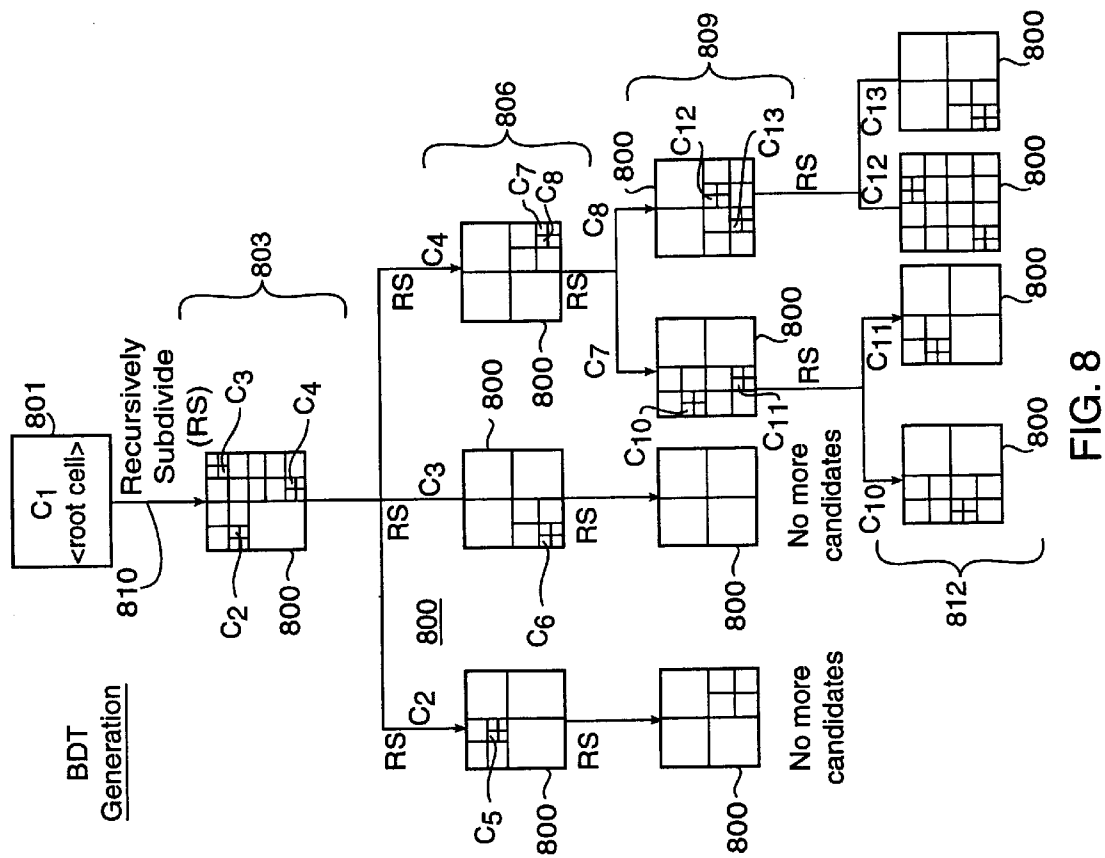 BDT
Generation
C1
<root cell>
801
810
Recursively
Subdivide
(RS)
803
C2
C3
C4
800
RS
C2
RS
C3
RS
C4
800
806
C5
800
C6
800
C7
C8
800
RS
RS
RS
C7
C8
809
800
800
C10
C11
800
800
C12
C13
No more
candidates
No more
candidates
RS
RS
C10
C11
C12
C13
812
800
800
800
800
FIG. 8